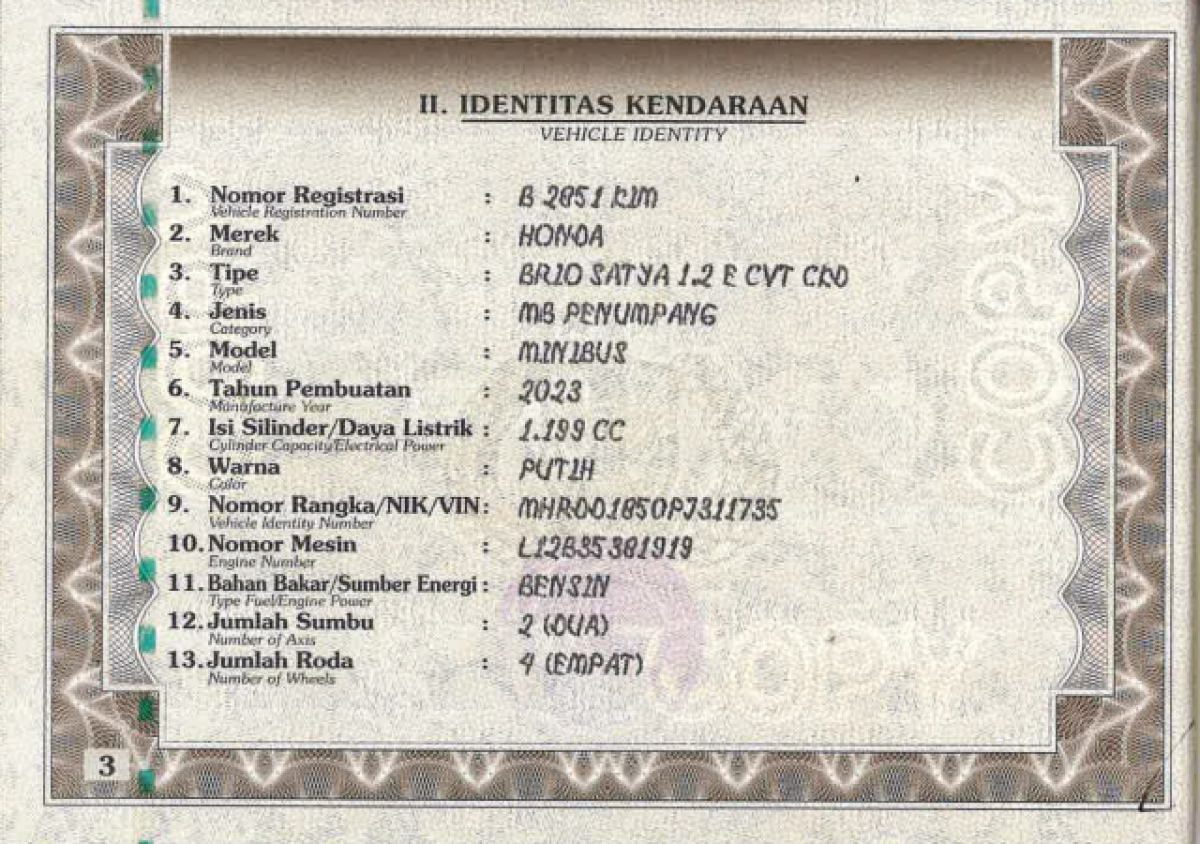 II. IDENTITAS KENDARAAN
VEHICLE IDENTITY
1. Nomor Registrasi : B 2851 KIM
Vehicle Registration Number
2. Merek : HONDA
Brand
3. Tipe : BRIO SATYA 1.2 E CVT CKD
Type
4. Jenis : MB PENUMPANG
Category
5. Model : MINIBUS
Model
6. Tahun Pembuatan : 2023
Manufacture Year
7. Isi Silinder/Daya Listrik : 1.199 CC
Cylinder Capacity/Electrical Power
8. Warna : PUTIH
Color
9. Nomor Rangka/NIK/VIN: MHRDD1850PJ311735
Vehicle Identity Number
10. Nomor Mesin : L12B35381919
Engine Number
11. Bahan Bakar/Sumber Energi : BENSIN
Type Fuel/Engine Power
12. Jumlah Sumbu : 2 (DUA)
Number of Axis
13. Jumlah Roda : 4 (EMPAT)
Number of Wheels
COPY
COPY
3